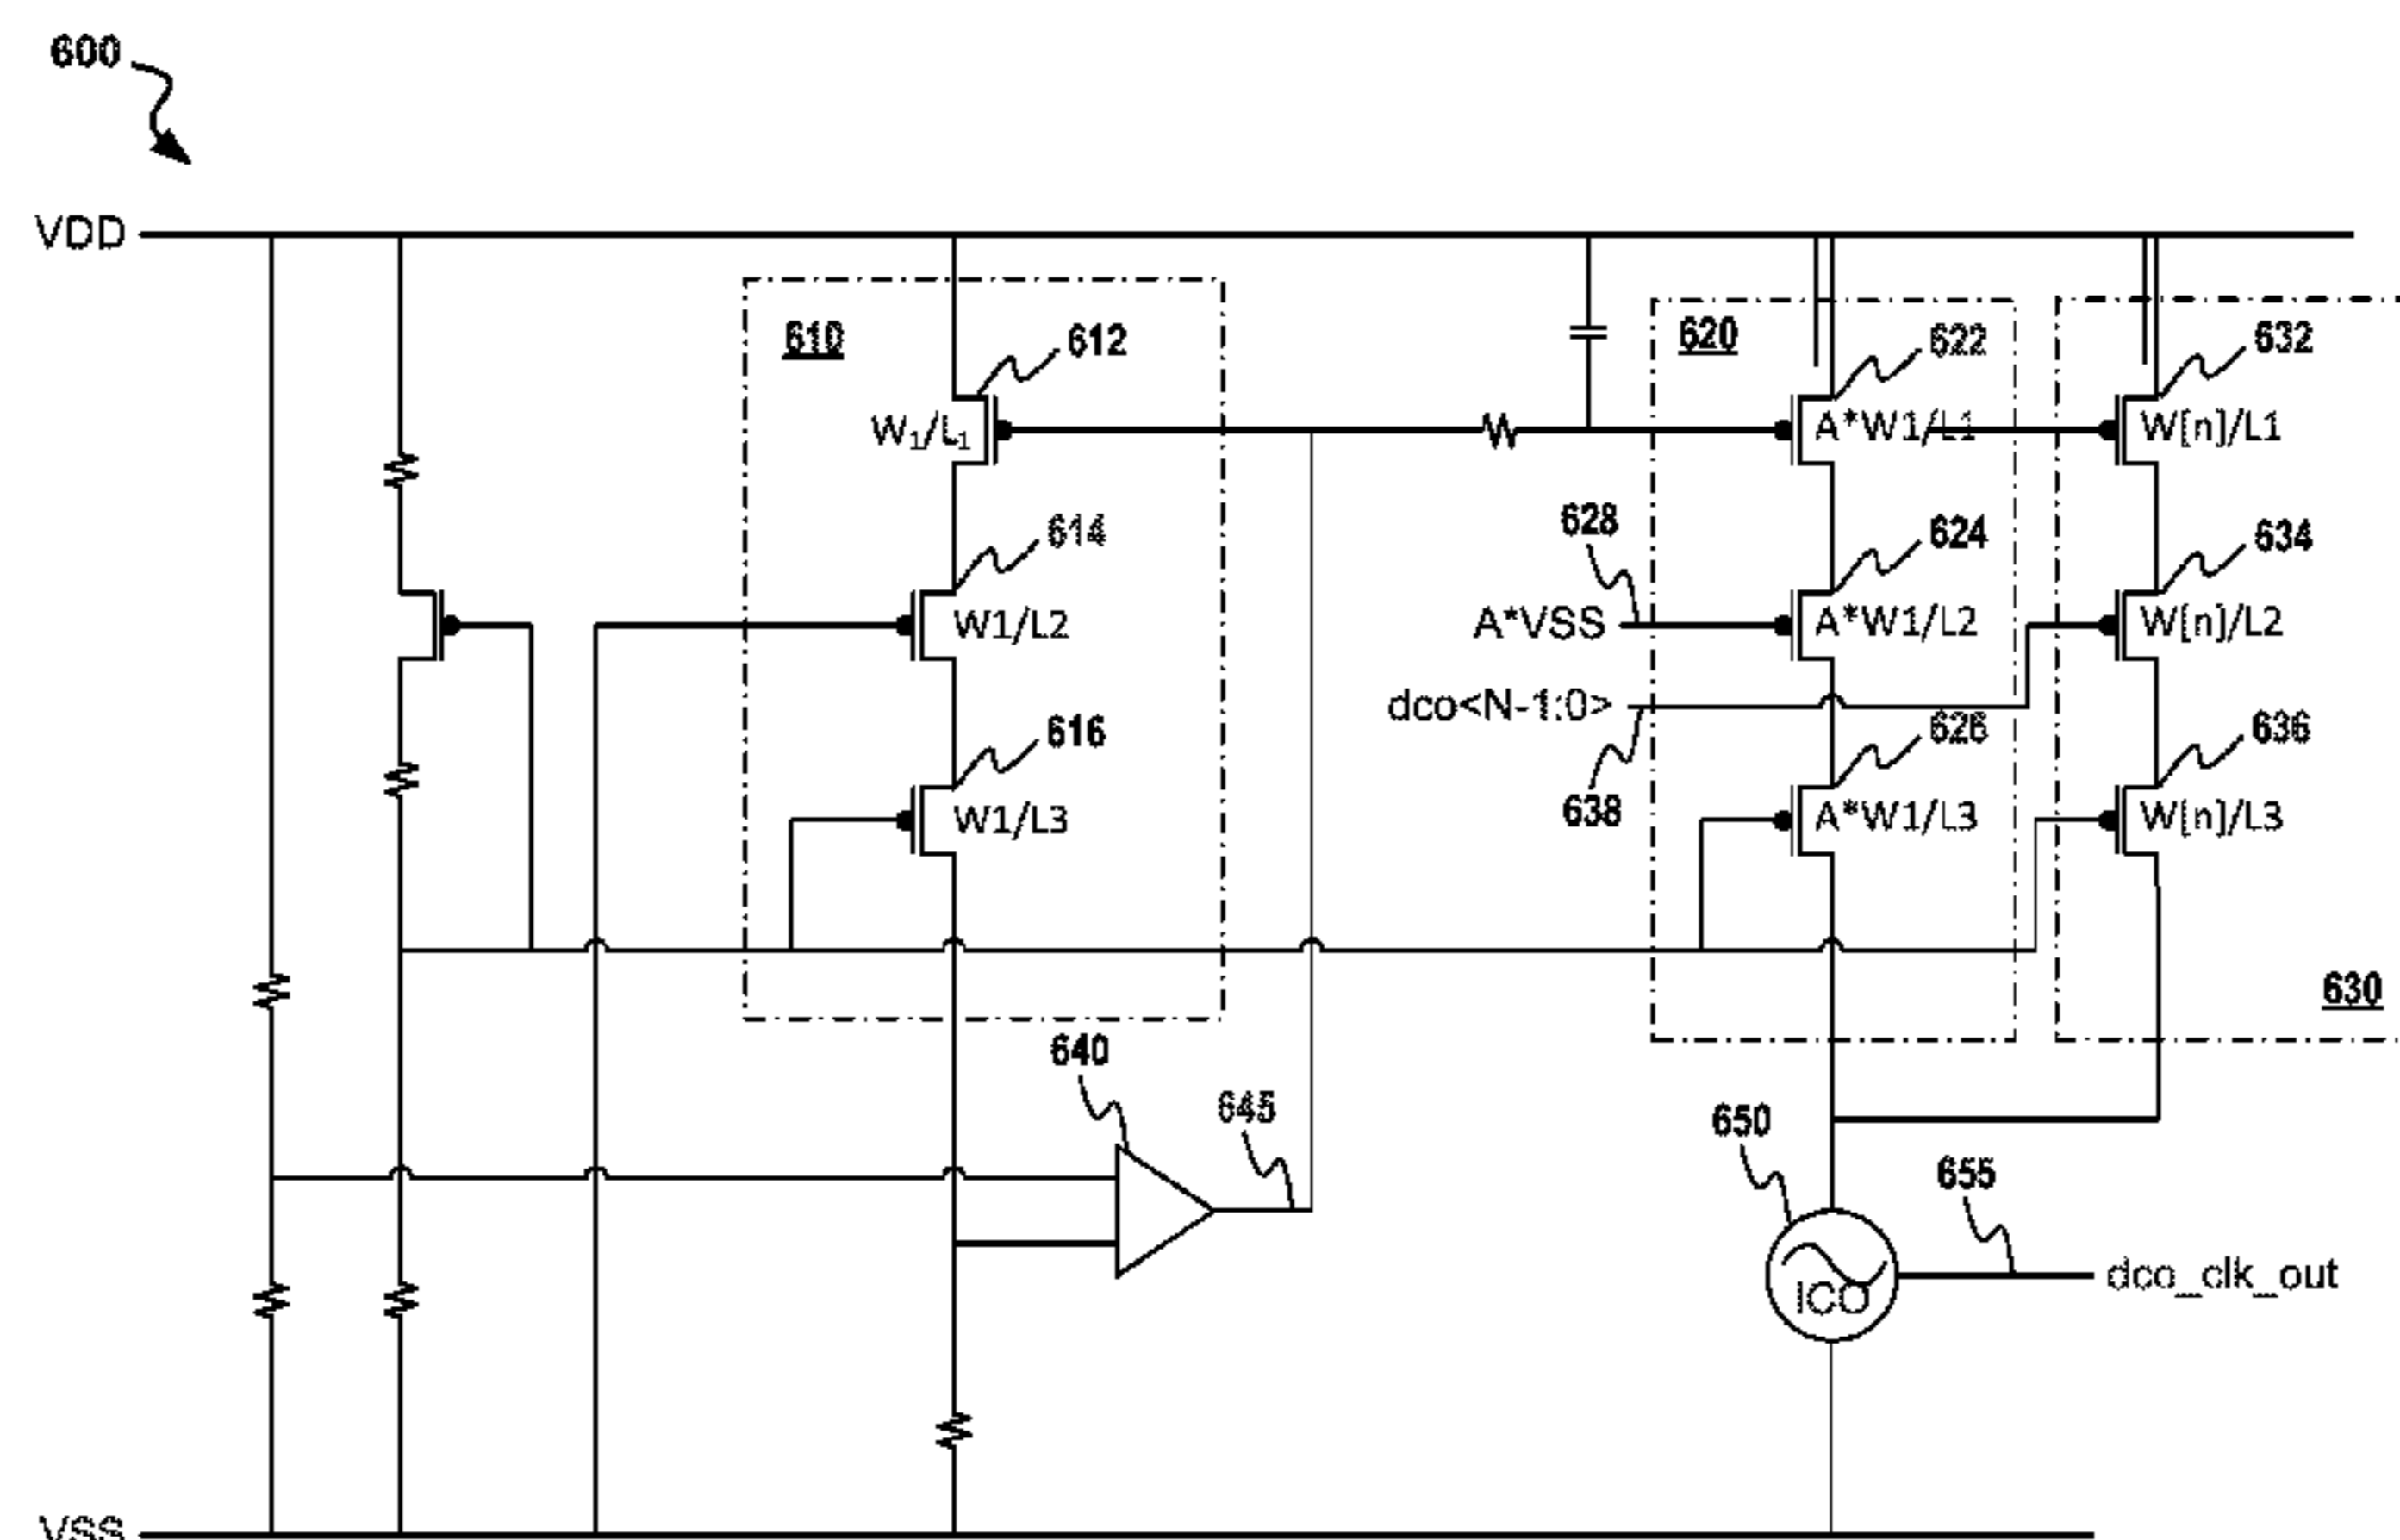 600
VDD
610
612
620
622
632
W₁/L₁
A*W1/L1
W[n]/L1
614
628
624
634
W1/L2
A*VSS
A*W1/L2
W[n]/L2
dco<N-1:0>
616
626
636
638
W1/L3
A*W1/L3
W[n]/L3
630
640
645
650
655
ICO
dco_clk_out
VSS